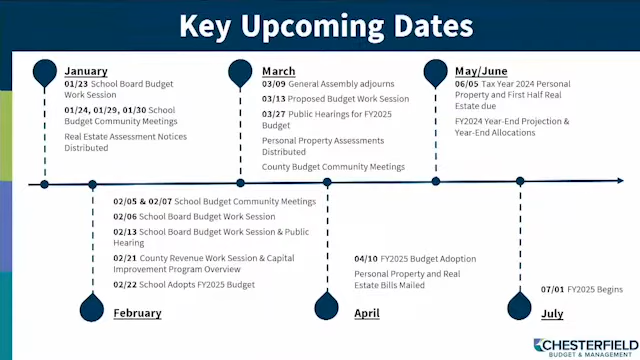 Key Upcoming Dates
January
01/23 School Board Budget
Work Session
01/24, 01/29, 01/30 School
Budget Community Meetings
Real Estate Assessment Notices
Distributed
March
03/09 General Assembly adjourns
03/13 Proposed Budget Work Session
03/27 Public Hearings for FY2025
Budget
Personal Property Assessments
Distributed
County Budget Community Meetings
May/June
06/05 Tax Year 2024 Personal
Property and First Half Real
Estate due
FY2024 Year-End Projection &
Year-End Allocations
02/05 & 02/07 School Budget Community Meetings
02/06 School Board Budget Work Session
02/13 School Board Budget Work Session & Public
Hearing
02/21 County Revenue Work Session & Capital
Improvement Program Overview
02/22 School Adopts FY2025 Budget
February
04/10 FY2025 Budget Adoption
Personal Property and Real
Estate Bills Mailed
April
07/01 FY2025 Begins
July
CHESTERFIELD
BUDGET & MANAGEMENT